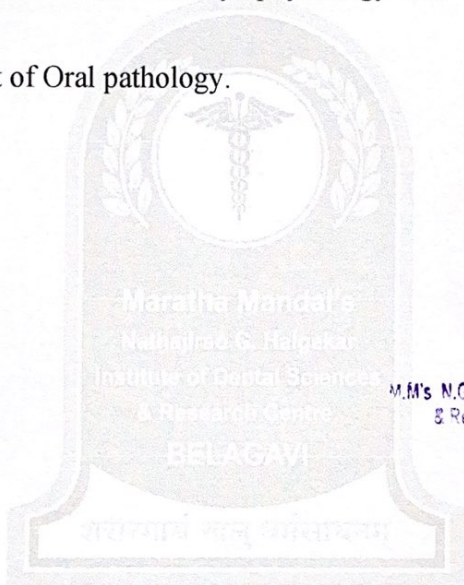 t of Oral pathology.
Maratha Mandal's
Nathajirao G. Halgekar
Institute of Dental Sciences
& Research Centre
BELAGAVI
M.M's N.G
& Re